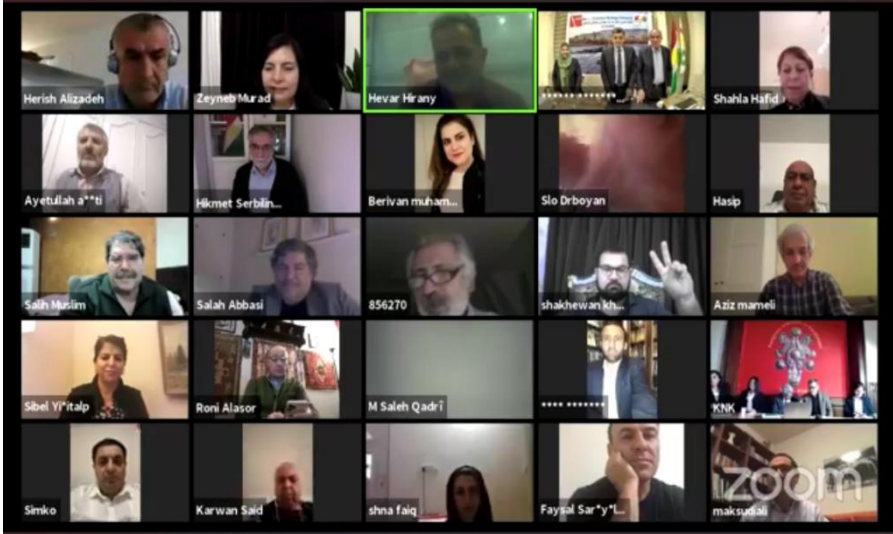 Herish Alizadeh
Zeyneb Murad
Hevar Hirany
******** ** ...
Shahla Hafid
Ayetullah a**ti
Hikmet Serbilin...
Berivan muham...
Slo Drboyan
Hasip
Salih Muslim
Salah Abbasi
856270
shakhewan kh...
Aziz mameli
Sibel Yi*italp
Roni Alasor
M Saleh Qadrî
**** ********
KNK
Simko
Karwan Said
shna faiq
Faysal Sar*y*l...
maksudiali
zoom